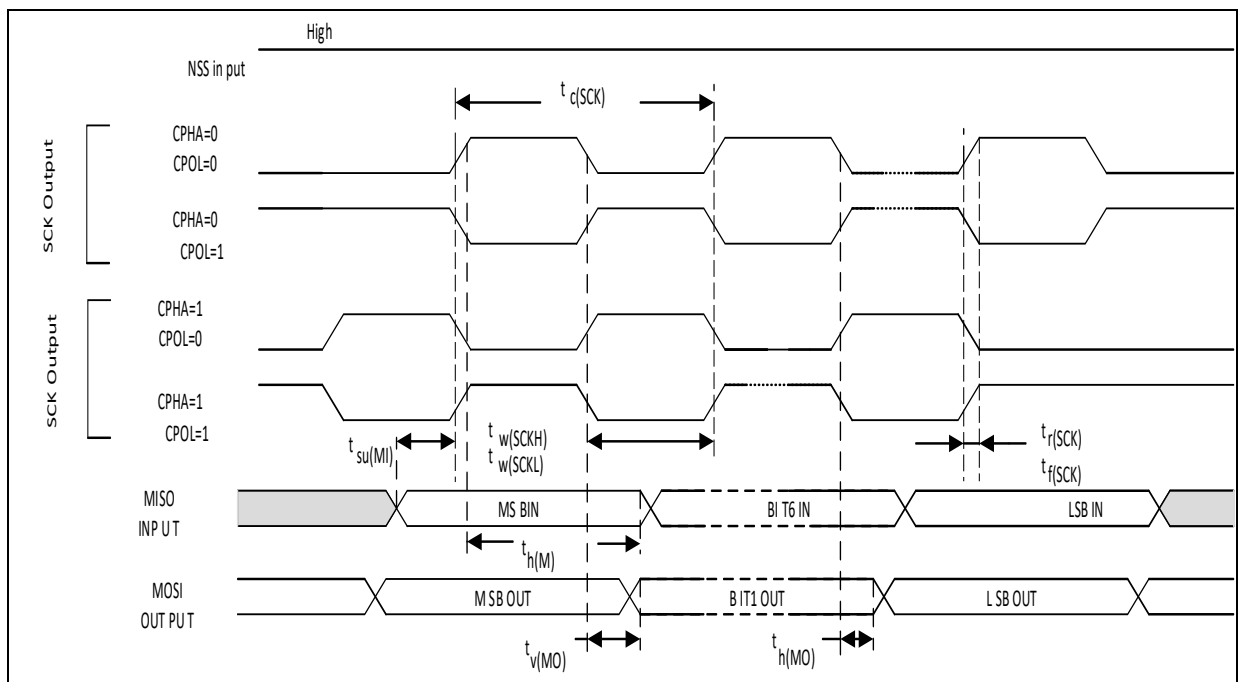 High
NSS in put
t c(SCK)
SCK Output
CPHA=0
CPOL=0
CPHA=0
CPOL=1
SCK Output
CPHA=1
CPOL=0
CPHA=1
CPOL=1
t su(MI)
t w(SCKH)
t w(SCKL)
t r(SCK)
t f(SCK)
MISO
INP U T
MS BIN
BI T6 IN
LSB IN
t h(M)
MOSI
OUT PU T
M SB OUT
B IT1 OUT
L SB OUT
t v(MO)
t h(MO)